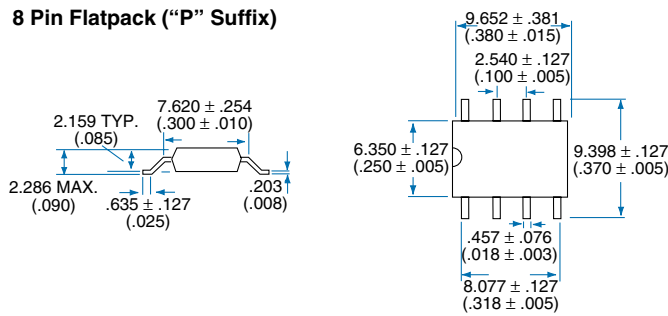 8 Pin Flatpack (“P” Suffix)
9.652 ± .381
(.380 ± .015)
2.540 ± .127
(.100 ± .005)
7.620 ± .254
(.300 ± .010)
2.159 TYP.
(.085)
2.286 MAX.
(.090)
.635 ± .127
(.025)
.203
(.008)
6.350 ± .127
(.250 ± .005)
9.398 ± .127
(.370 ± .005)
.457 ± .076
(.018 ± .003)
8.077 ± .127
(.318 ± .005)